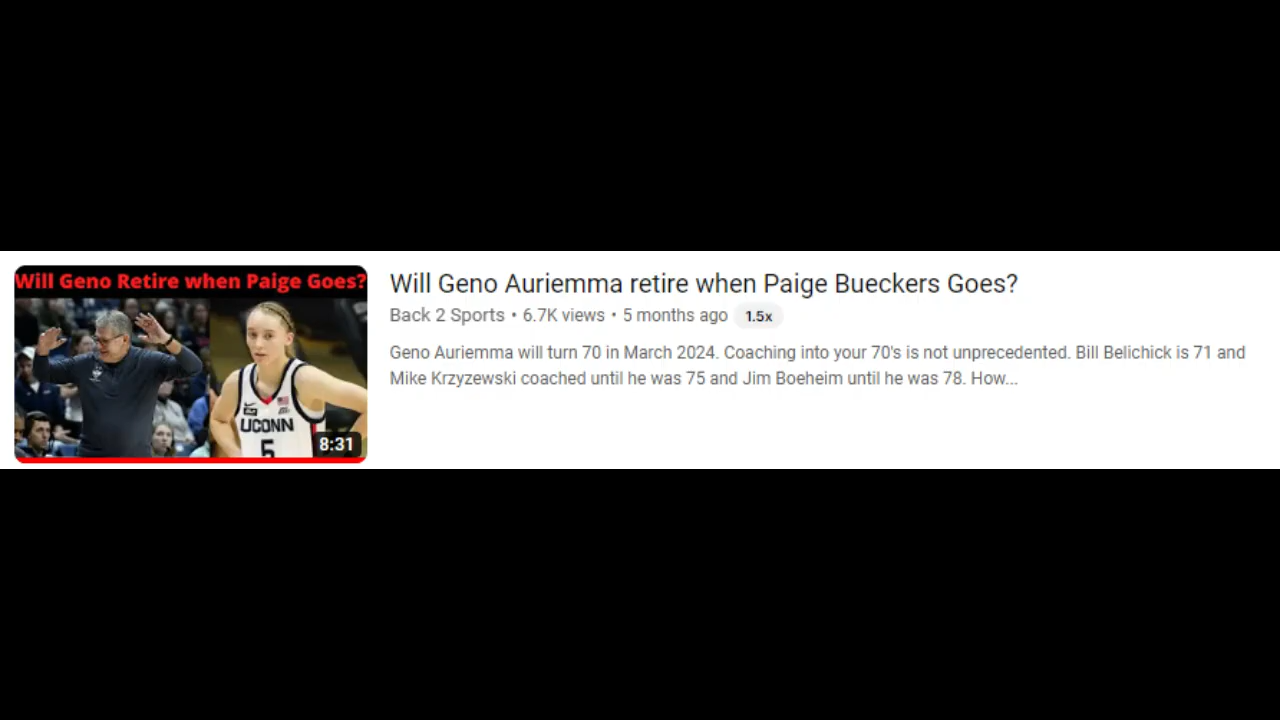 Will Geno Retire when Paige Goes?
UCONN
5
8:31
Will Geno Auriemma retire when Paige Bueckers Goes?
Back 2 Sports • 6.7K views • 5 months ago 1.5x
Geno Auriemma will turn 70 in March 2024. Coaching into your 70's is not unprecedented. Bill Belichick is 71 and
Mike Krzyzewski coached until he was 75 and Jim Boeheim until he was 78. How...